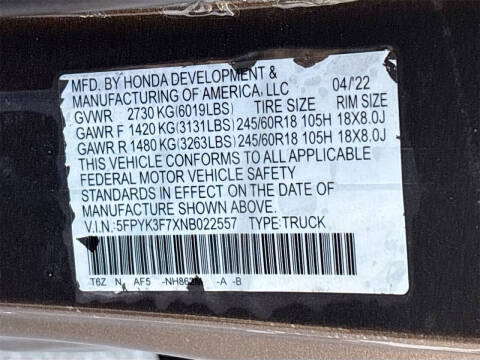 MFD. BY HONDA DEVELOPMENT &
MANUFACTURING OF AMERICA, LLC 04/'22
GVWR 2730 KG(6019LBS) TIRE SIZE RIM SIZE
GAWR F 1420 KG(3131LBS) 245/60R18 105H 18X8.0J
GAWR R 1480 KG(3263LBS) 245/60R18 105H 18X8.0J
THIS VEHICLE CONFORMS TO ALL APPLICABLE
FEDERAL MOTOR VEHICLE SAFETY
STANDARDS IN EFFECT ON THE DATE OF
MANUFACTURE SHOWN ABOVE.
V.I.N.:5FPYK3F7XNB022557 TYPE:TRUCK
T6Z N AF5 -A -B